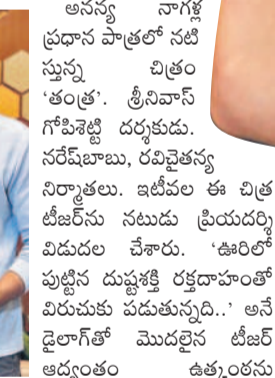 అనన్య నాగళ్ల
ప్రధాన పాత్రలో నటి
స్తున్న చిత్రం
‘తంత్ర’. శ్రీనివాస్
గోపిశెట్టి దర్శకుడు.
నరేష్‌బాబు, రవిచైతన్య
నిర్మాతలు. ఇటీవల ఈ చిత్ర
టీజర్‌ను నటుడు ప్రియదర్శి
విడుదల చేశారు. ‘ఊరిలో
పుట్టిన దుష్టశక్తి రక్తదాహంతో
విరుచుకు పడుతున్నది..’ అనే
డైలాగ్‌తో మొదలైన టీజర్
ఆద్యంతం ఉత్కంఠను